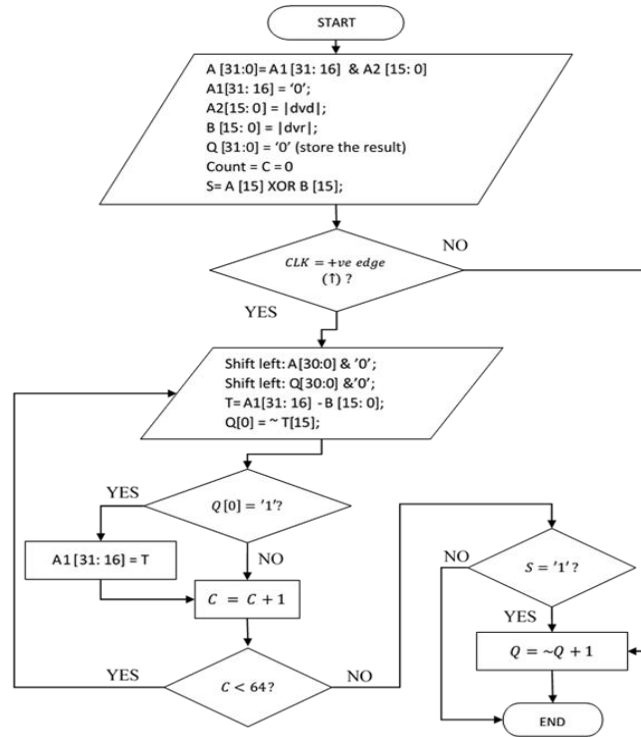 START
A [31:0]= A1 [31: 16] & A2 [15: 0]
A1[31: 16] = ‘0’;
A2[15: 0] = |dvd|;
B [15: 0] = |dvr|;
Q [31:0] = ‘0’ (store the result)
Count = C = 0
S= A [15] XOR B [15];
NO
CLK = +ve edge
(↑) ?
YES
Shift left: A[30:0] & ‘0’;
Shift left: Q[30:0] &‘0’;
T= A1[31: 16] - B [15: 0];
Q[0] = ~ T[15];
YES
Q [0] = ′1′?
A1 [31: 16] = T
NO
C = C + 1
NO
S = ′1′ ?
YES
YES
C < 64?
NO
Q = ~Q + 1
END